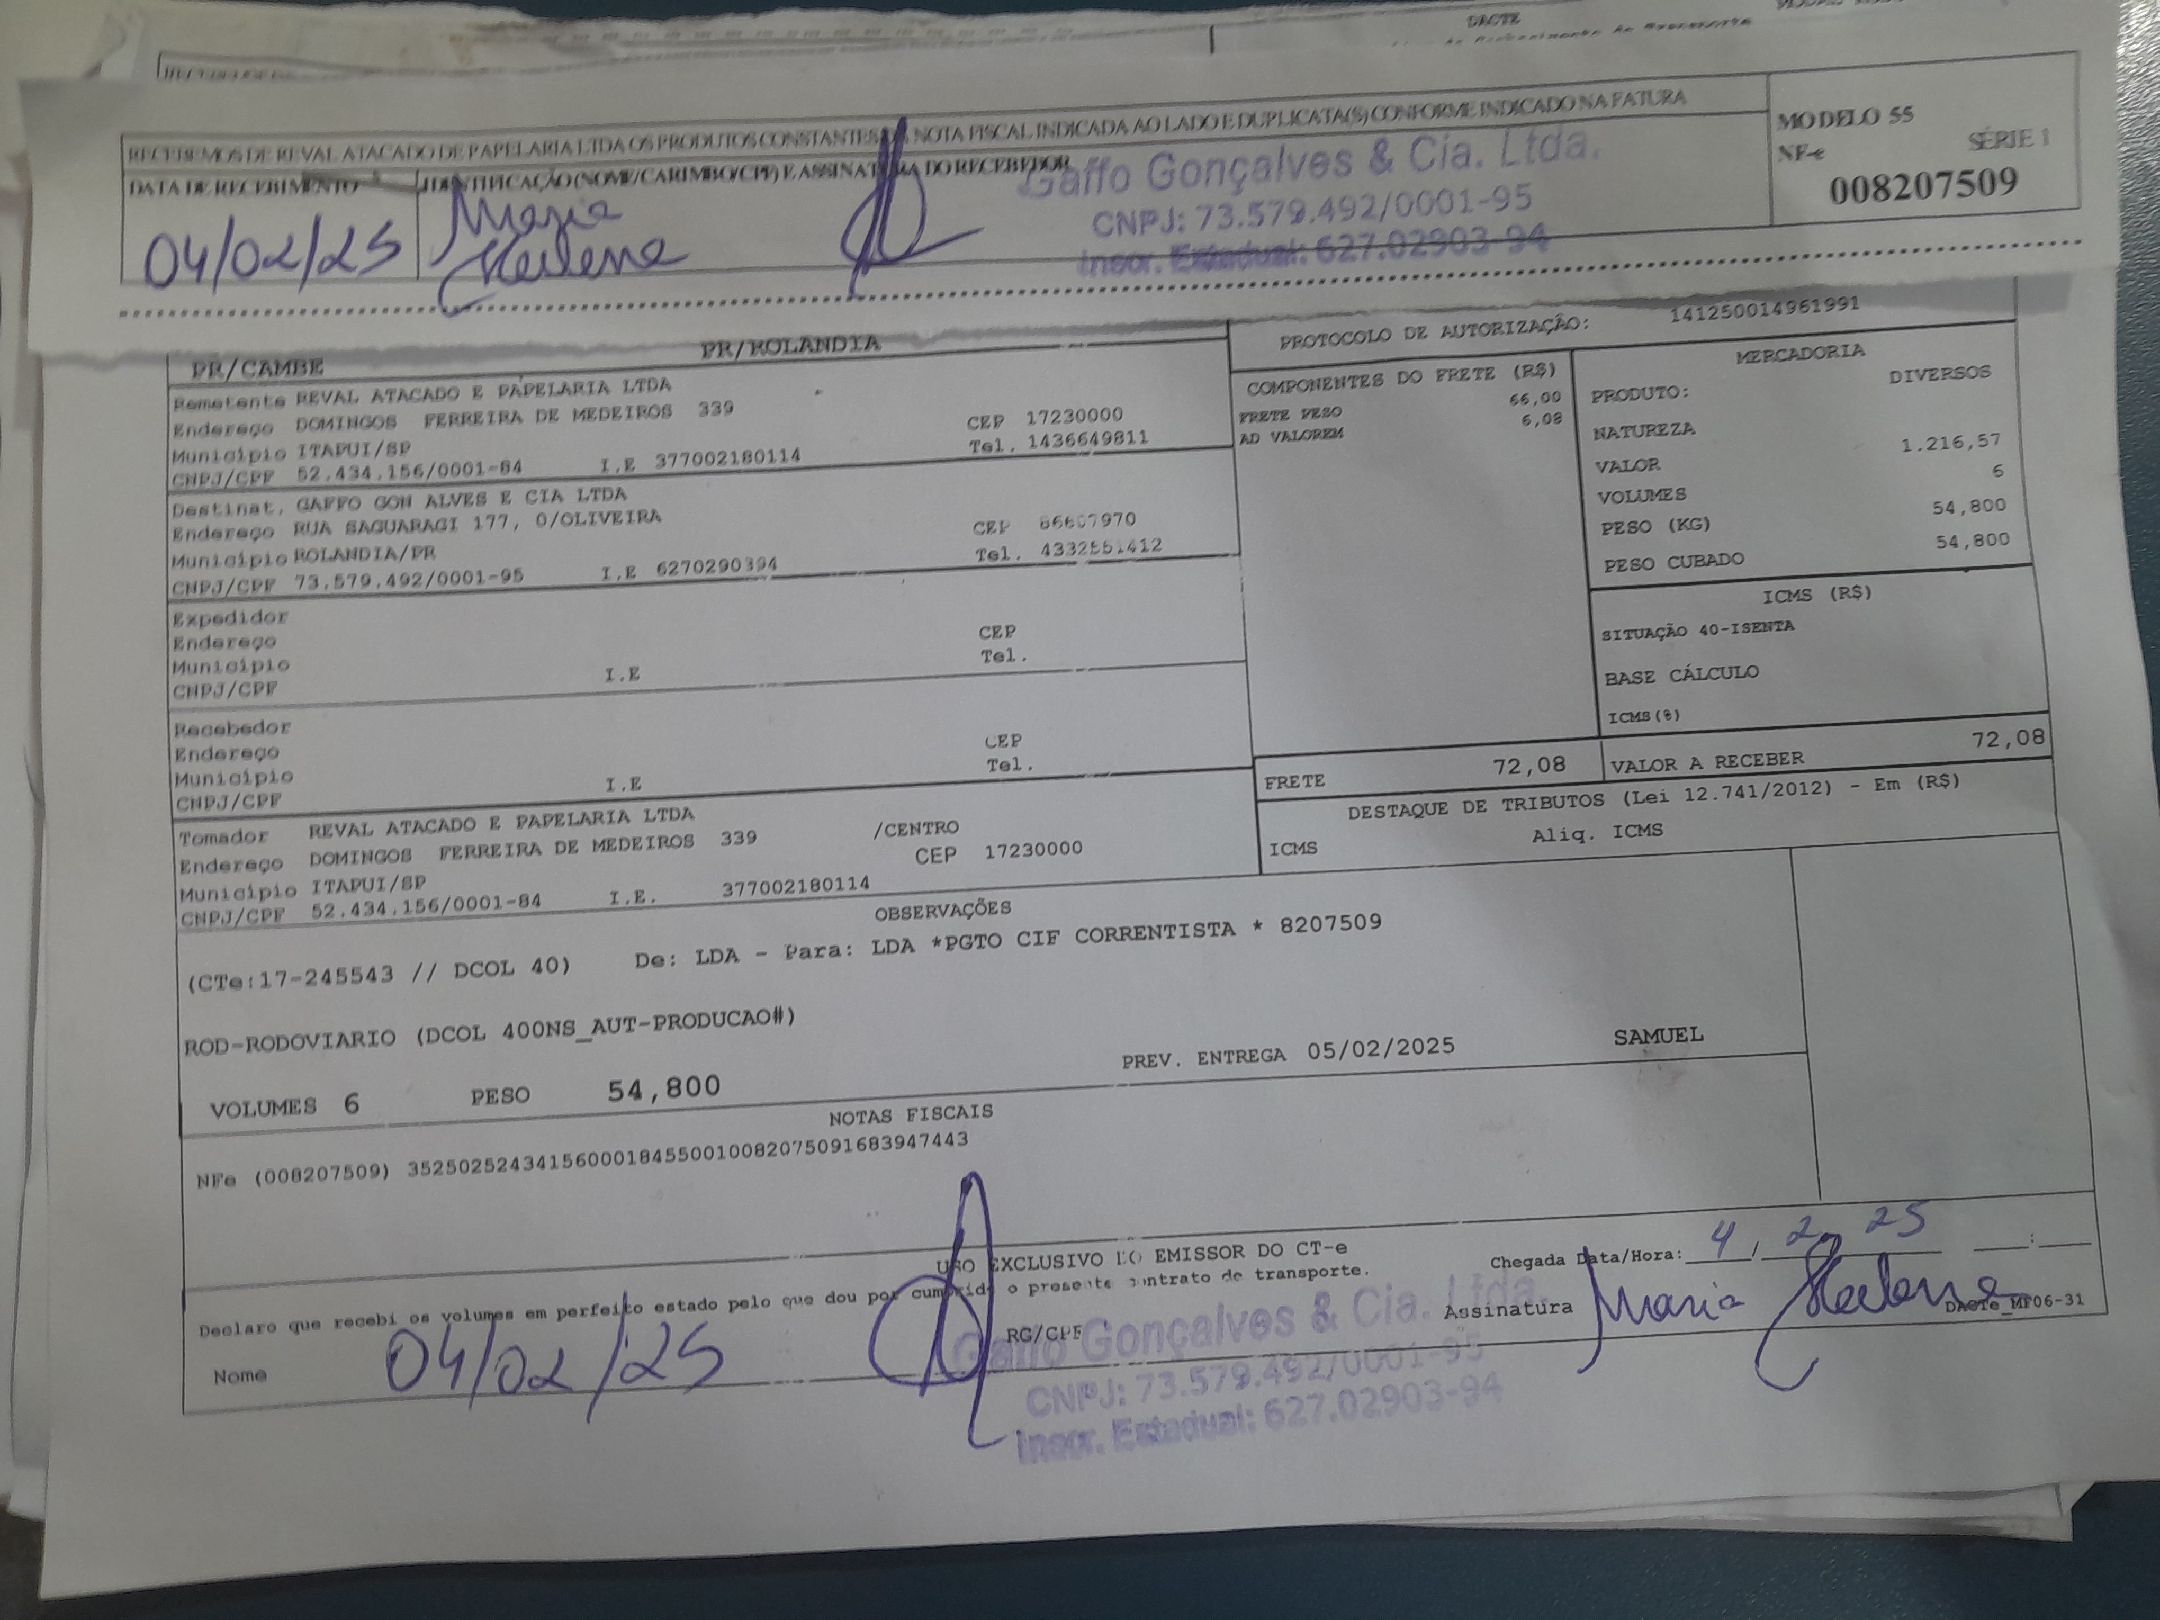 DACTE
RECEBEMOS DE REVAL ATACADO DE PAPELARIA LTDA OS PRODUTOS CONSTANTES DA NOTA FISCAL INDICADA AO LADO E DUPLICATA(S) CONFORME INDICADO NA FATURA
MODELO 55
DATA DE RECEBIMENTO IDENTIFICAÇÃO (NOME/CARIMBO/CPF) E ASSINATURA DO RECEBEDOR
NF-e SÉRIE 1
008207509
04/02/25 Maria Helena
Gaffo Gonçalves & Cia. Ltda.
CNPJ: 73.579.492/0001-95
Inscr. Estadual: 627.02903-94
PR/CAMBE PR/ROLANDIA
PROTOCOLO DE AUTORIZAÇÃO: 141250014961991
Remetente REVAL ATACADO E PAPELARIA LTDA
Endereço DOMINGOS FERREIRA DE MEDEIROS 339 CEP 17230000
Município ITAPUI/SP Tel. 1436649811
CNPJ/CPF 52.434.156/0001-84 I.E 377002180114
Destinat. GAFFO GON ALVES E CIA LTDA
Endereço RUA SAGUARAGI 177, 0/OLIVEIRA CEP 86607970
Município ROLANDIA/PR Tel. 4332551412
CNPJ/CPF 73.579.492/0001-95 I.E 6270290394
Expedidor
Endereço CEP
Município Tel.
CNPJ/CPF I.E
Recebedor
Endereço CEP
Município Tel.
CNPJ/CPF I.E
Tomador REVAL ATACADO E PAPELARIA LTDA
Endereço DOMINGOS FERREIRA DE MEDEIROS 339 /CENTRO
Município ITAPUI/SP CEP 17230000
CNPJ/CPF 52.434.156/0001-84 I.E. 377002180114
COMPONENTES DO FRETE (R$)
FRETE PESO 66,00
AD VALOREM 6,08
MERCADORIA
PRODUTO: DIVERSOS
NATUREZA
VALOR 1.216,57
VOLUMES 6
PESO (KG) 54,800
PESO CUBADO 54,800
ICMS (R$)
SITUAÇÃO 40-ISENTA
BASE CÁLCULO
ICMS(%)
FRETE 72,08 VALOR A RECEBER 72,08
DESTAQUE DE TRIBUTOS (Lei 12.741/2012) - Em (R$)
ICMS Aliq. ICMS
OBSERVAÇÕES
(CTe:17-245543 // DCOL 40) De: LDA - Para: LDA *PGTO CIF CORRENTISTA * 8207509
ROD-RODOVIARIO (DCOL 400NS_AUT-PRODUCAO#)
PREV. ENTREGA 05/02/2025 SAMUEL
VOLUMES 6 PESO 54,800
NOTAS FISCAIS
NFe (008207509) 35250252434156000184550010082075091683947443
USO EXCLUSIVO DO EMISSOR DO CT-e
Chegada Data/Hora: 4 / 2 25 :
Declaro que recebi os volumes em perfeito estado pelo que dou por cumprido o presente contrato de transporte.
Nome 04/02/25 RG/CPF Assinatura Maria Helena
DACTe_MF06-31
Gaffo Gonçalves & Cia. Ltda.
CNPJ: 73.579.492/0001-95
Inscr. Estadual: 627.02903-94